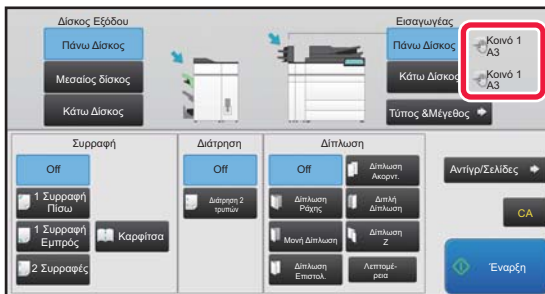 Δίσκος Εξόδου
Εισαγωγέας
Πάνω Δίσκος
Μεσαίος δίσκος
Κάτω Δίσκος
Πάνω Δίσκος
Κοινό 1
A3
Κάτω Δίσκος
Κοινό 1
A3
Τύπος &Μέγεθος
Συρραφή
Off
1 Συρραφή
Πίσω
1 Συρραφή
Εμπρός
Καρφίτσα
2 Συρραφές
Διάτρηση
Off
Διάτρηση 2
τρυπών
Δίπλωση
Off
Δίπλωση
Ακορντ.
Δίπλωση
Ράχης
Διπλή
Δίπλωση
Μονή Δίπλωση
Δίπλωση
Z
Δίπλωση
Επιστολ.
Λεπτομέ-
ρεια
Αντίγρ/Σελίδες
CA
Έναρξη